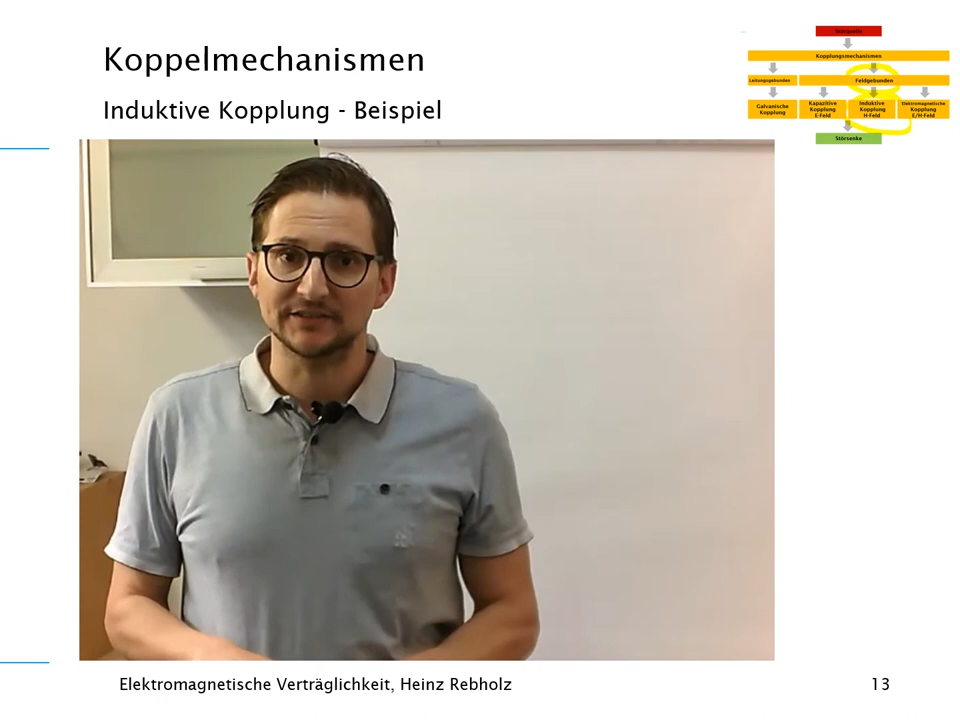 Koppelmechanismen
Induktive Kopplung - Beispiel
Störquelle
Kopplungsmechanismen
Leitungsgebunden
Feldgebunden
Galvanische
Kopplung
Kapazitive
Kopplung
E-Feld
Induktive
Kopplung
H-Feld
Elektromagnetische
Kopplung
E/H-Feld
Störsenke
Elektromagnetische Verträglichkeit, Heinz Rebholz
13